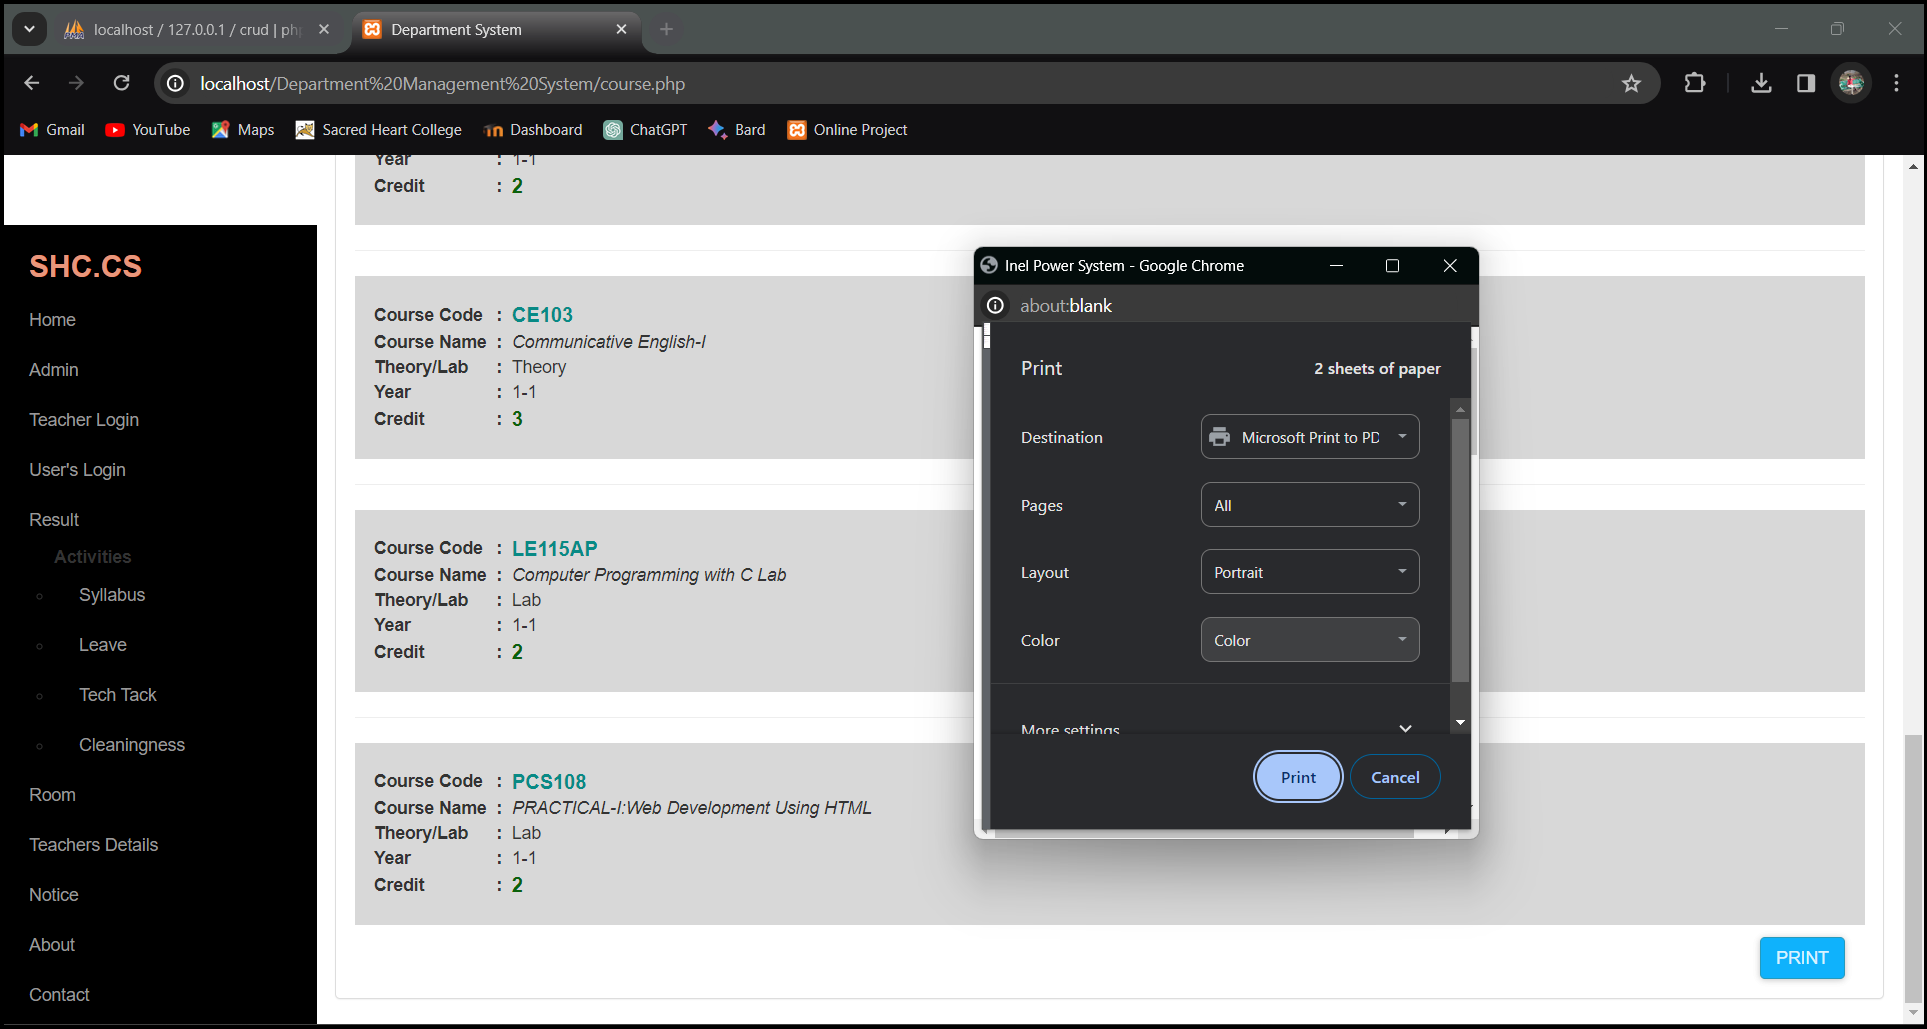 localhost / 127.0.0.1 / crud | ph
Department System
localhost/Department%20Management%20System/course.php
Gmail
YouTube
Maps
Sacred Heart College
Dashboard
ChatGPT
Bard
Online Project
Year : 1-1
Credit : 2
SHC.CS
Home
Admin
Teacher Login
User's Login
Result
Activities
Syllabus
Leave
Tech Tack
Cleaningness
Room
Teachers Details
Notice
About
Contact
Course Code : CE103
Course Name : Communicative English-I
Theory/Lab : Theory
Year : 1-1
Credit : 3
Course Code : LE115AP
Course Name : Computer Programming with C Lab
Theory/Lab : Lab
Year : 1-1
Credit : 2
Course Code : PCS108
Course Name : PRACTICAL-I:Web Development Using HTML
Theory/Lab : Lab
Year : 1-1
Credit : 2
PRINT
Inel Power System - Google Chrome
about:blank
Print
2 sheets of paper
Destination
Microsoft Print to PD
Pages
All
Layout
Portrait
Color
Color
More settings
Print
Cancel